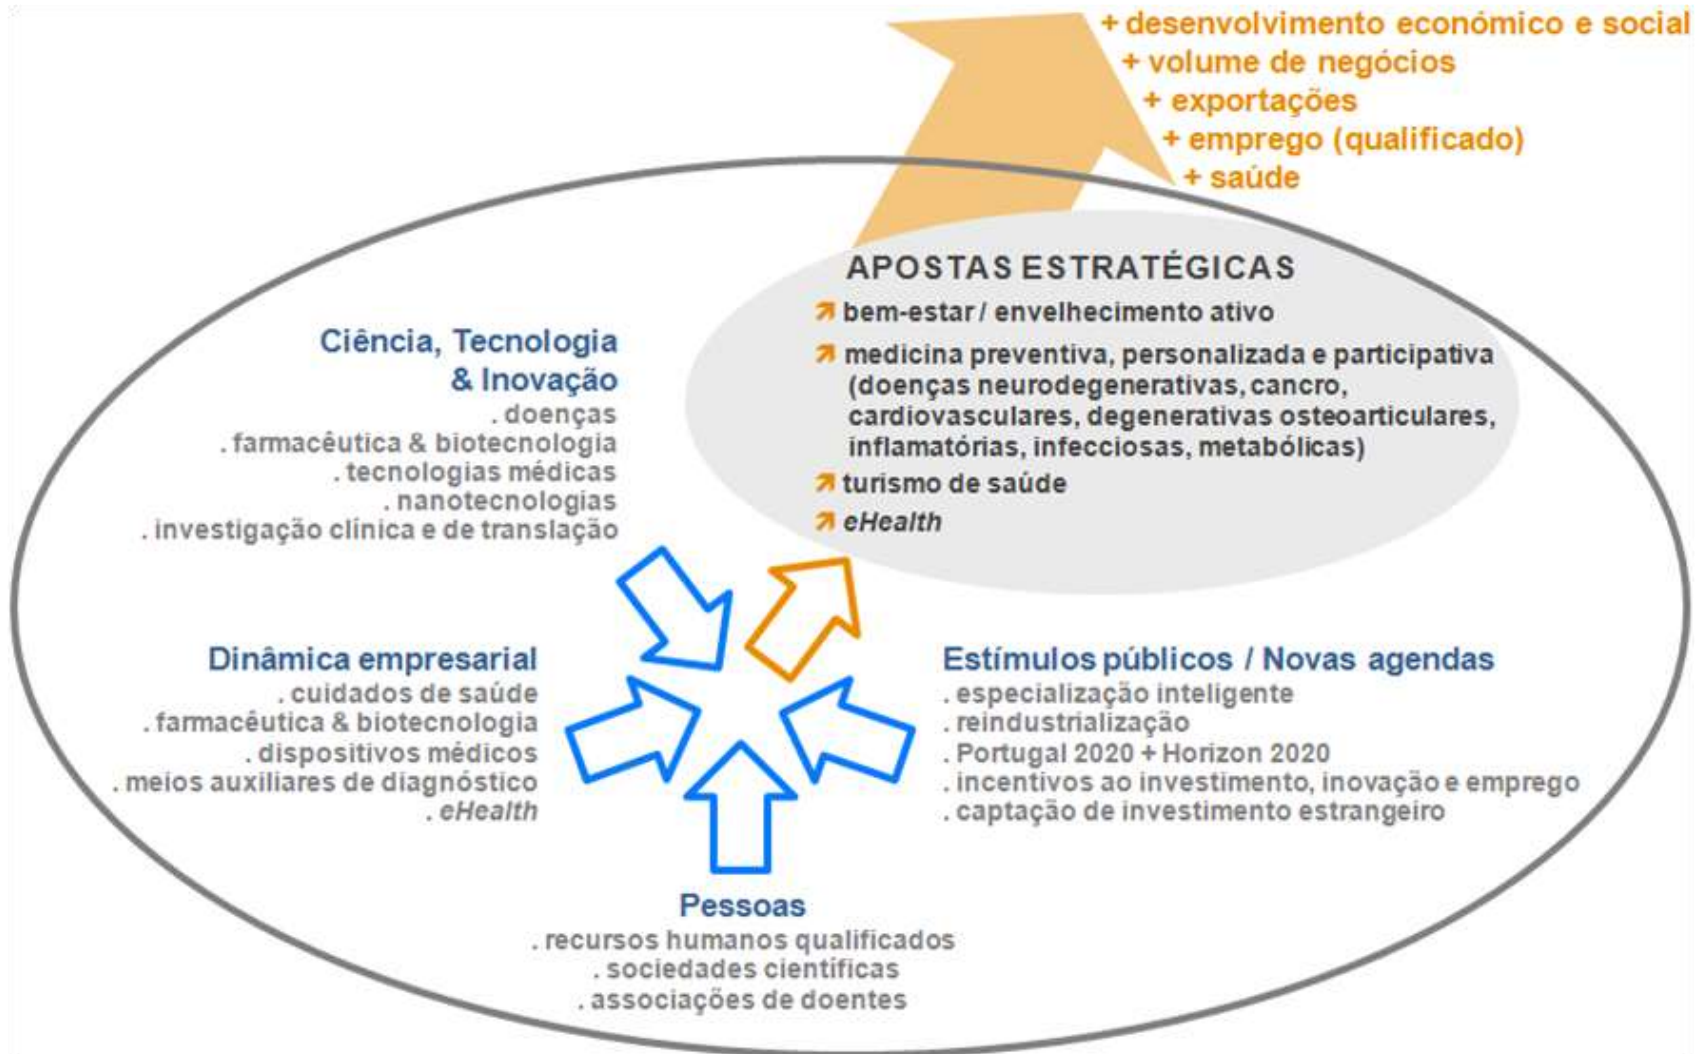 + desenvolvimento económico e social
+ volume de negócios
+ exportações
+ emprego (qualificado)
+ saúde
APOSTAS ESTRATÉGICAS
bem-estar / envelhecimento ativo
medicina preventiva, personalizada e participativa
(doenças neurodegenerativas, cancro,
cardiovasculares, degenerativas osteoarticulares,
inflamatórias, infecciosas, metabólicas)
turismo de saúde
eHealth
Ciência, Tecnologia
& Inovação
. doenças
. farmacêutica & biotecnologia
. tecnologias médicas
. nanotecnologias
. investigação clínica e de translação
Dinâmica empresarial
. cuidados de saúde
. farmacêutica & biotecnologia
. dispositivos médicos
. meios auxiliares de diagnóstico
. eHealth
Estímulos públicos / Novas agendas
. especialização inteligente
. reindustrialização
. Portugal 2020 + Horizon 2020
. incentivos ao investimento, inovação e emprego
. captação de investimento estrangeiro
Pessoas
. recursos humanos qualificados
. sociedades científicas
. associações de doentes